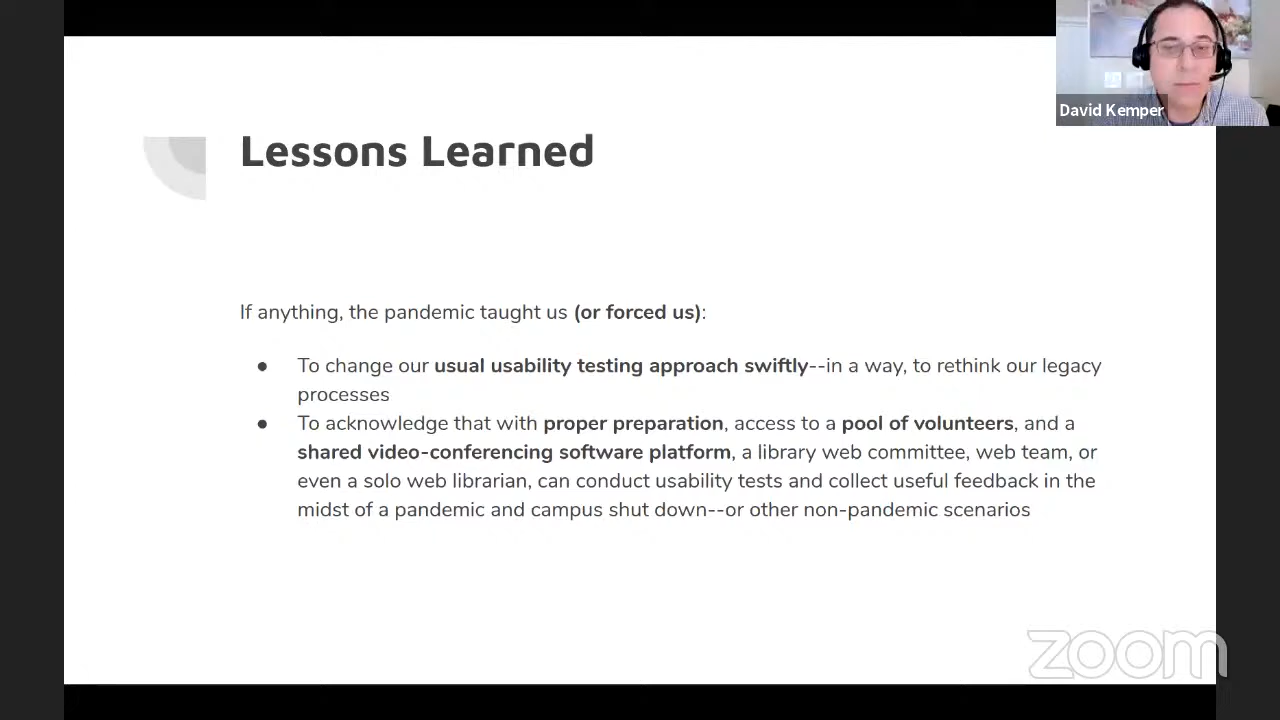 David Kemper
Lessons Learned
If anything, the pandemic taught us (or forced us):
● To change our usual usability testing approach swiftly--in a way, to rethink our legacy
processes
● To acknowledge that with proper preparation, access to a pool of volunteers, and a
shared video-conferencing software platform, a library web committee, web team, or
even a solo web librarian, can conduct usability tests and collect useful feedback in the
midst of a pandemic and campus shut down--or other non-pandemic scenarios
zoom